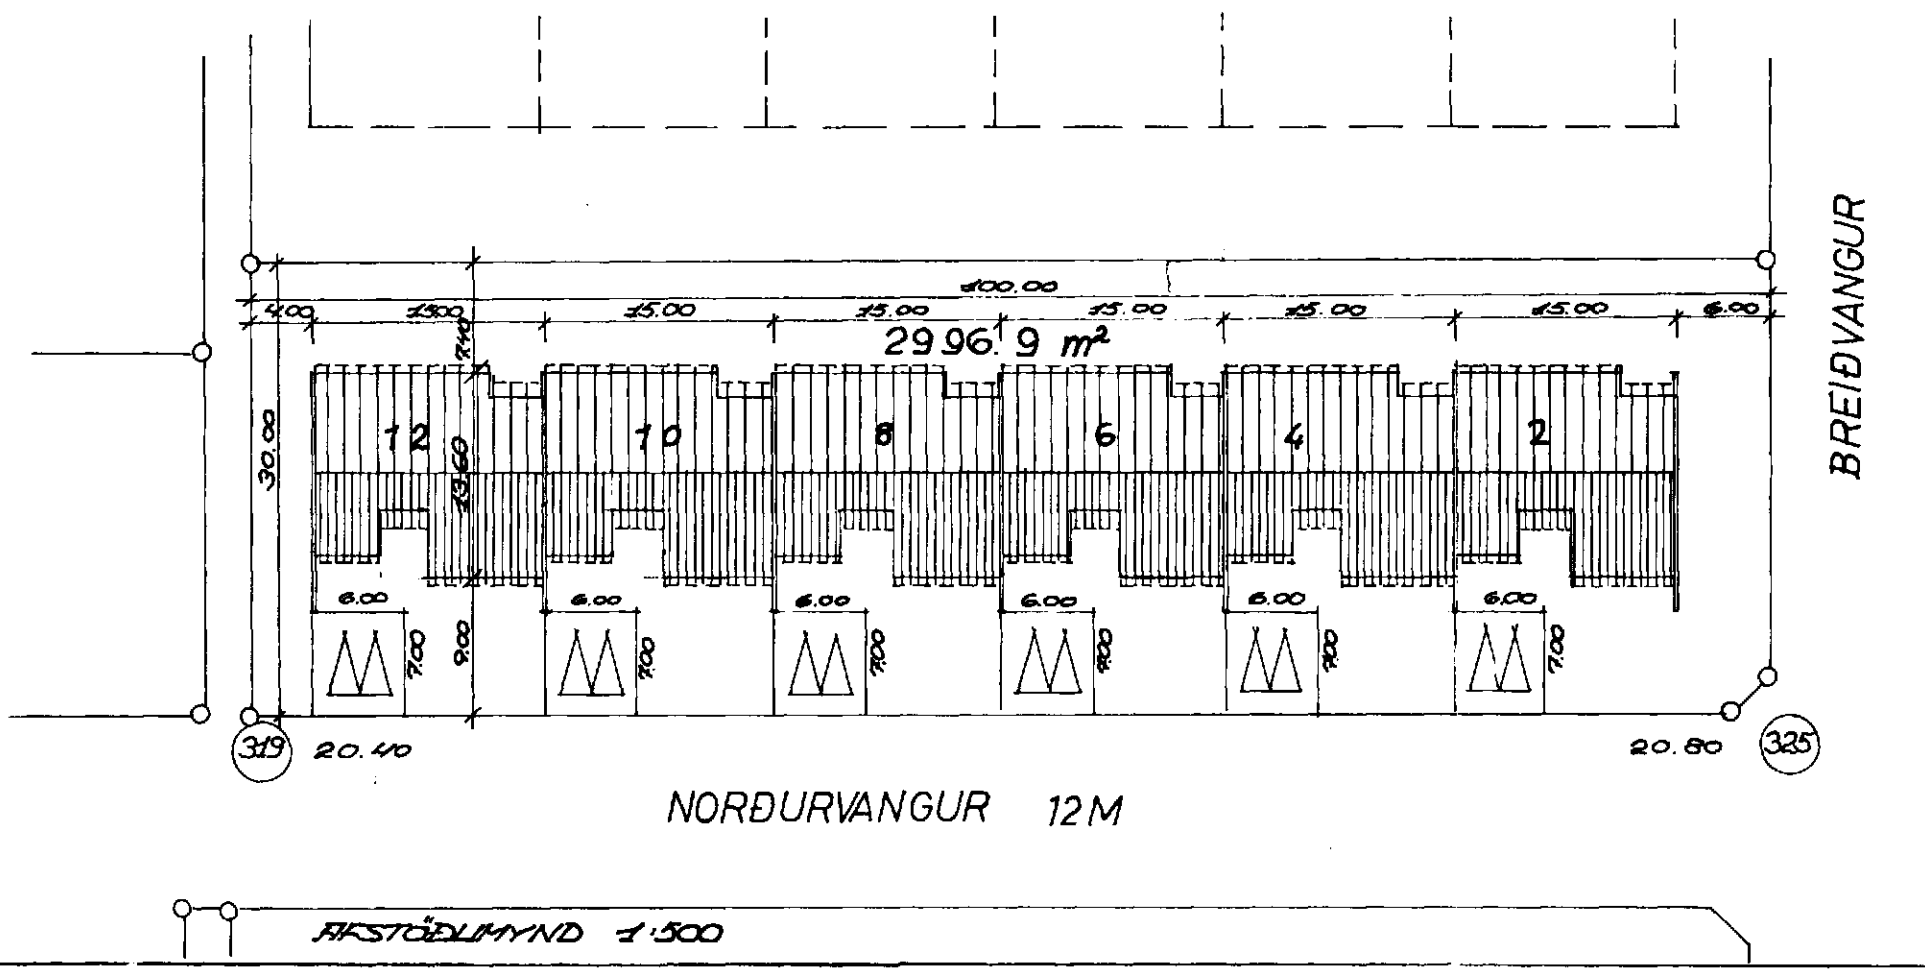 100.00
4.00 15.00 15.00 15.00 15.00 15.00 15.00 6.00
2996.9 m²
7.40
30.00
12 10 8 6 4 2
13.60
6.00 6.00 6.00 6.00 6.00 6.00
7.00 9.00 7.00 7.00 7.00 7.00 7.00
319 20.40
20.80 325
BREIÐVANGUR
NORÐURVANGUR 12M
AFSTÖÐUMYND 1:500